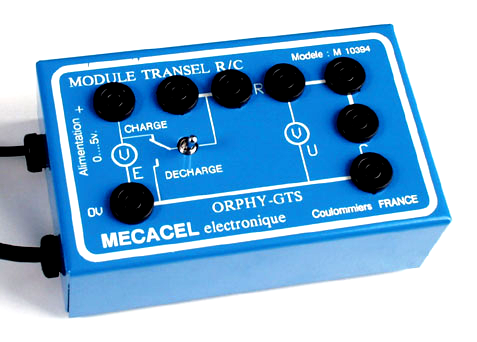 MODULE TRANSEL R/C
Modele : M 10394
Alimentation +
0....5v.
CHARGE
R
V
E
V
U
C
DECHARGE
0V
ORPHY-GTS
MECACEL electronique
Coulommiers FRANCE